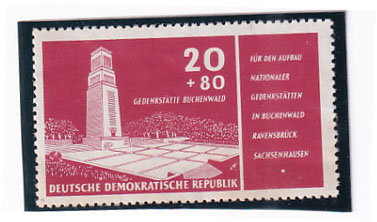 20
+ 80
GEDENKSTÄTTE BUCHENWALD
DEUTSCHE DEMOKRATISCHE REPUBLIK
FÜR DEN AUFBAU
NATIONALER
GEDENKSTÄTTEN
IN BUCHENWALD
RAVENSBRÜCK
SACHSENHAUSEN